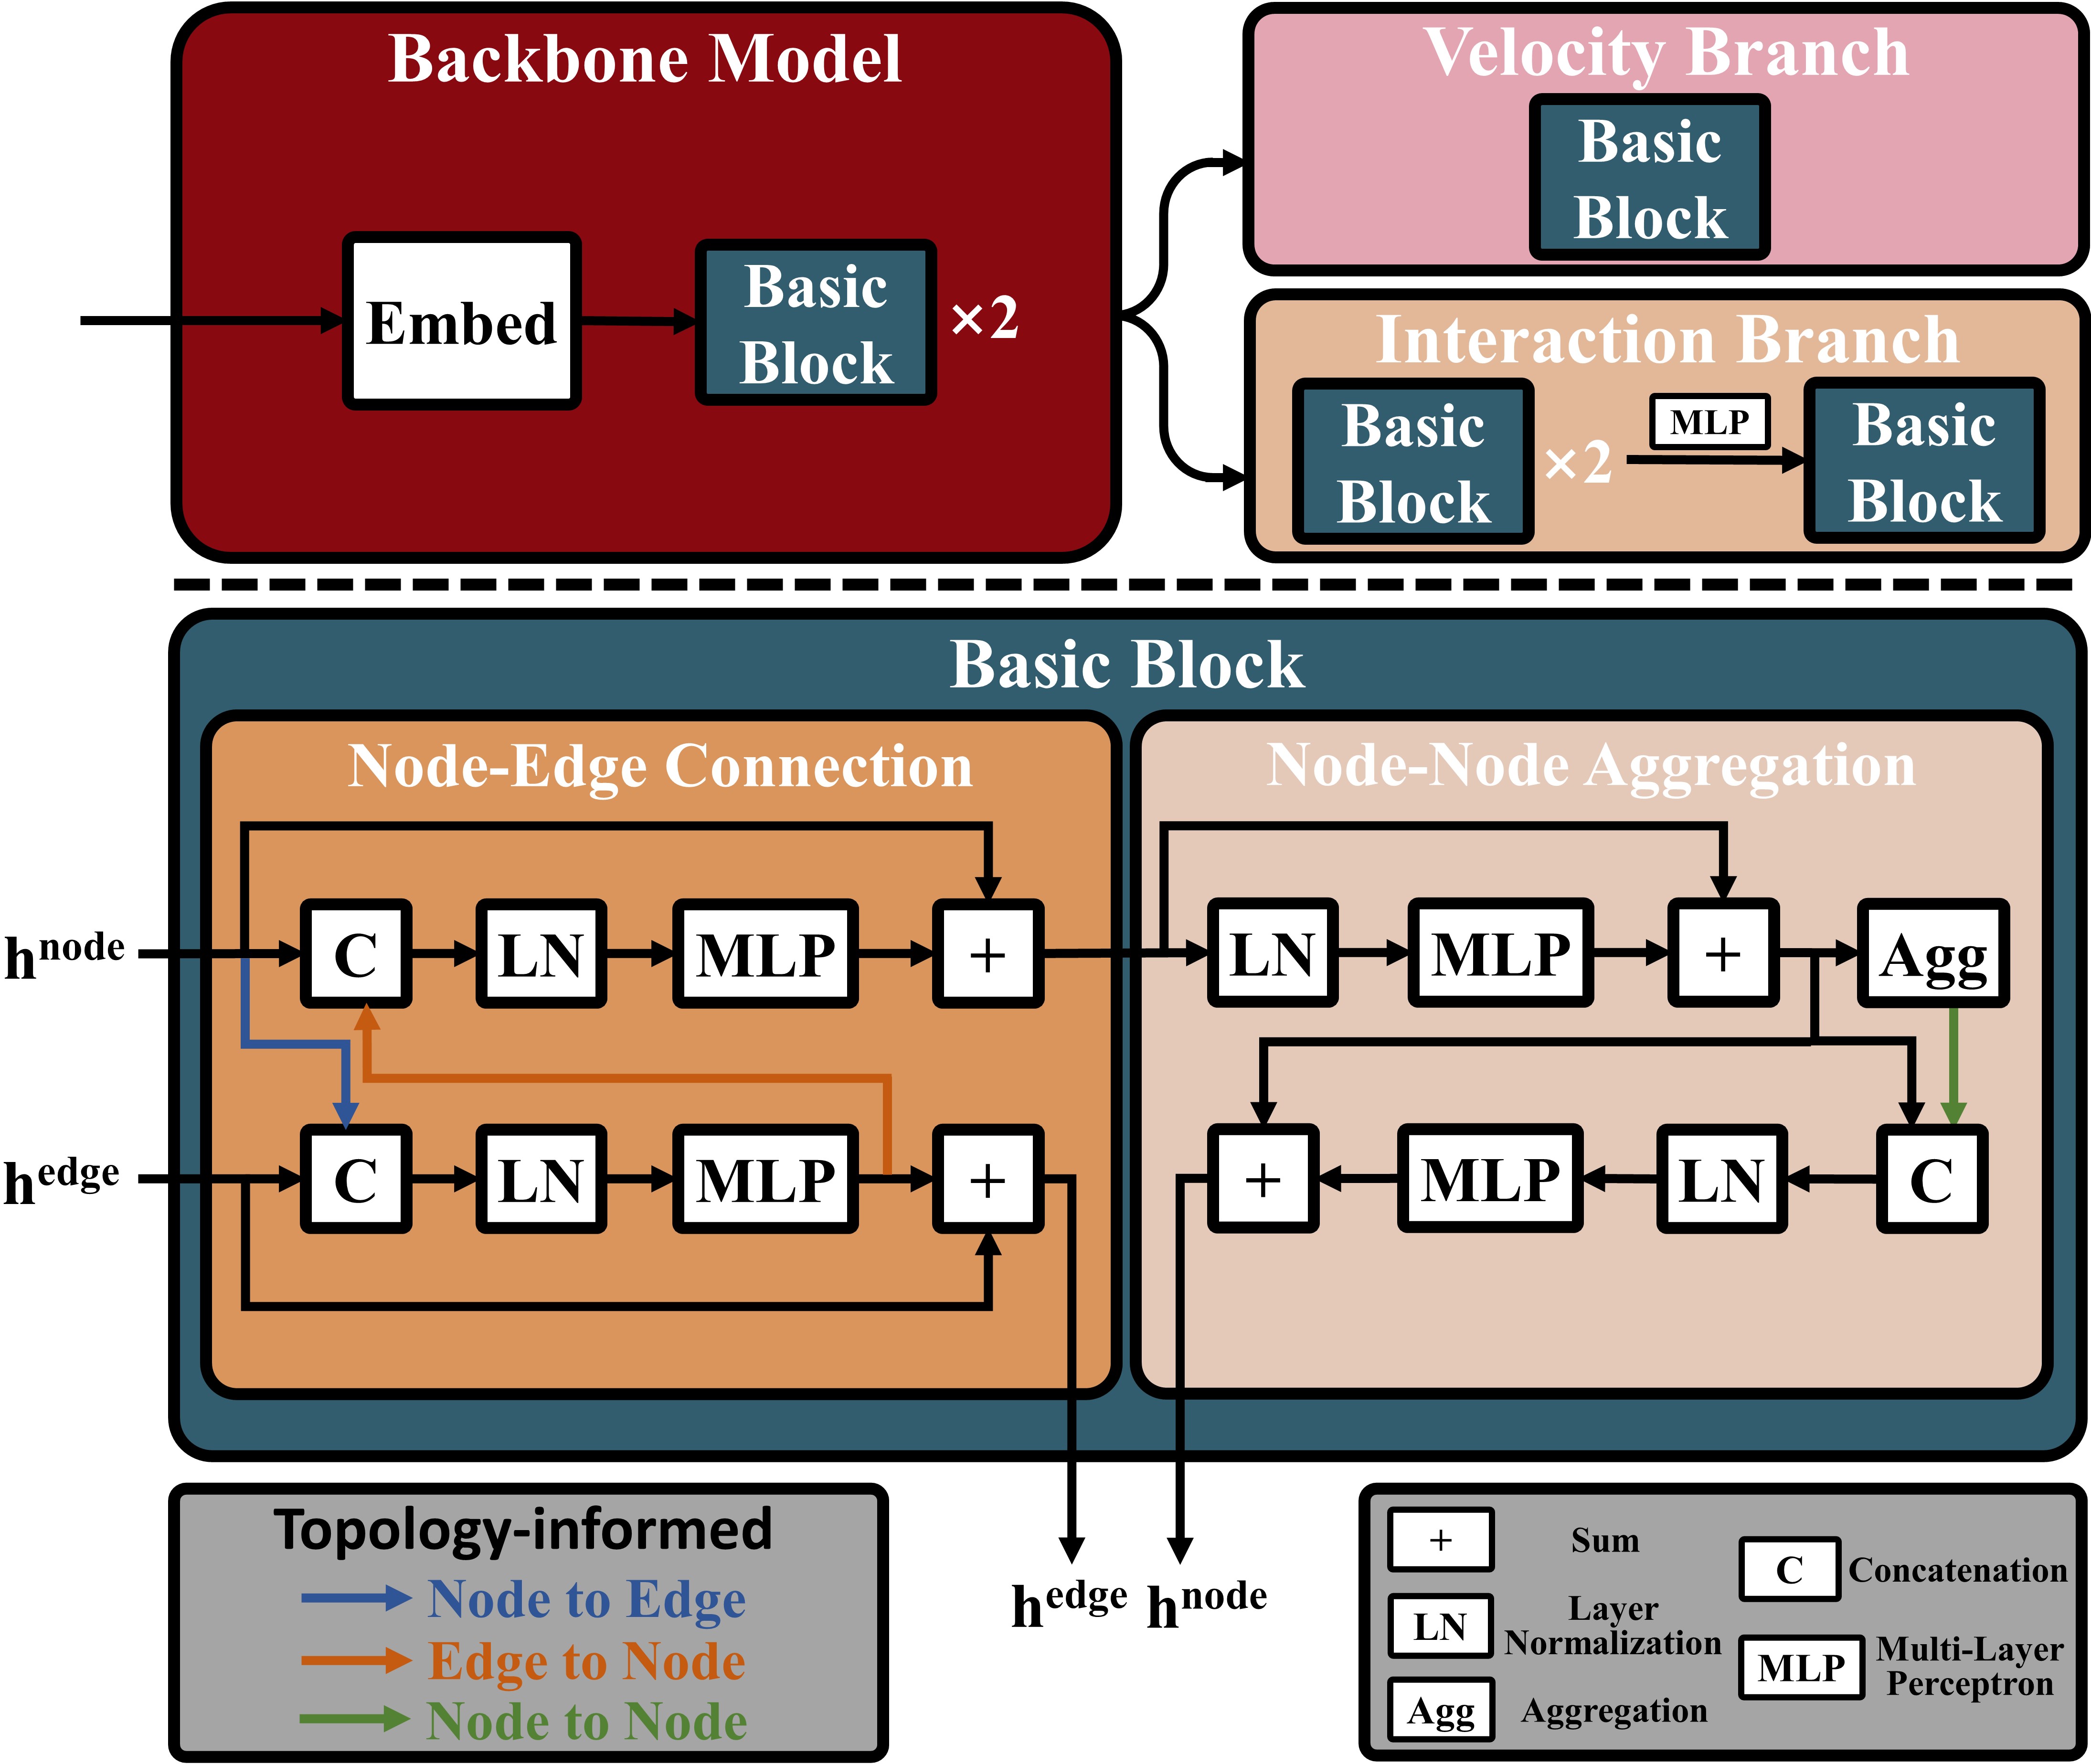 Backbone Model
Embed
Basic
Block
×2
Velocity Branch
Basic
Block
Interaction Branch
Basic
Block
×2
MLP
Basic
Block
Basic Block
Node-Edge Connection
Node-Node Aggregation
h^node
C
LN
MLP
+
LN
MLP
+
Agg
h^edge
C
LN
MLP
+
+
MLP
LN
C
h^edge
h^node
Topology-informed
Node to Edge
Edge to Node
Node to Node
+
Sum
LN
Layer
Normalization
Agg
Aggregation
C
Concatenation
MLP
Multi-Layer
Perceptron